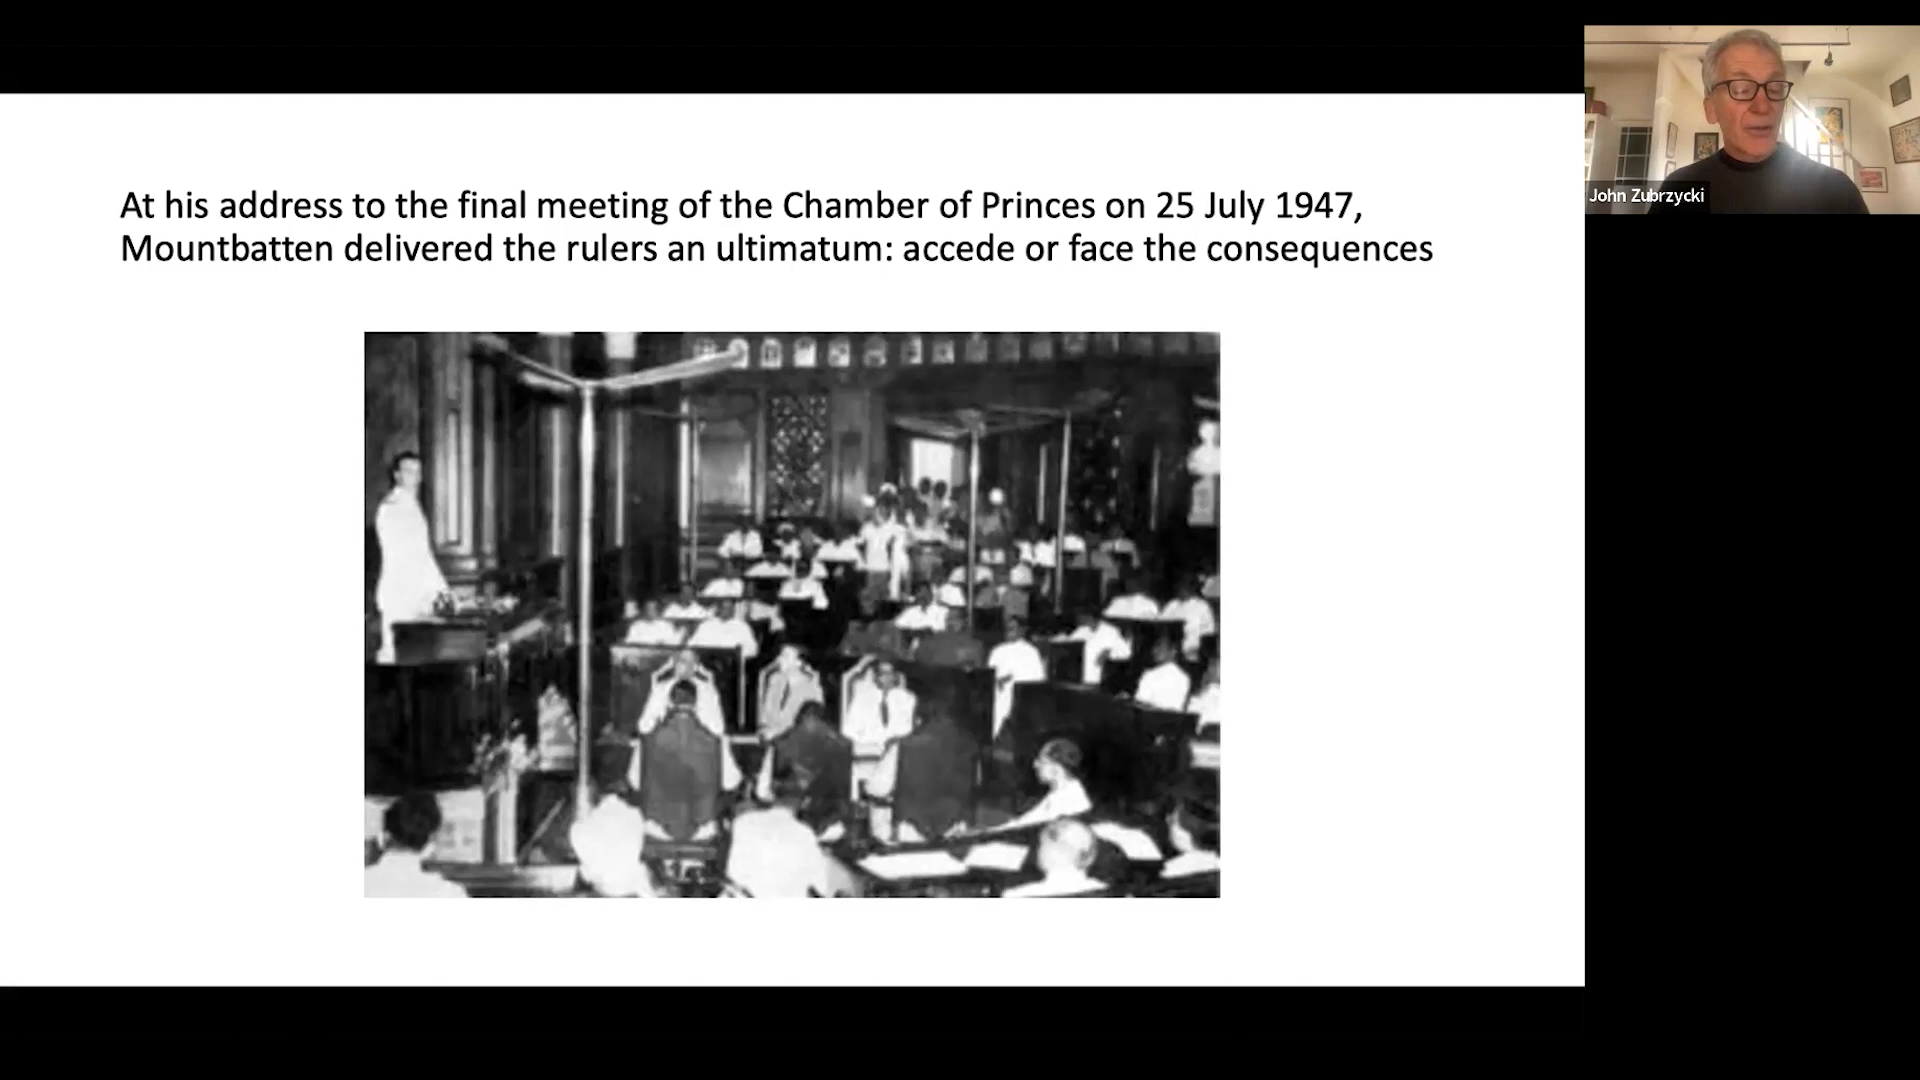 At his address to the final meeting of the Chamber of Princes on 25 July 1947,
Mountbatten delivered the rulers an ultimatum: accede or face the consequences
John Zubrzycki